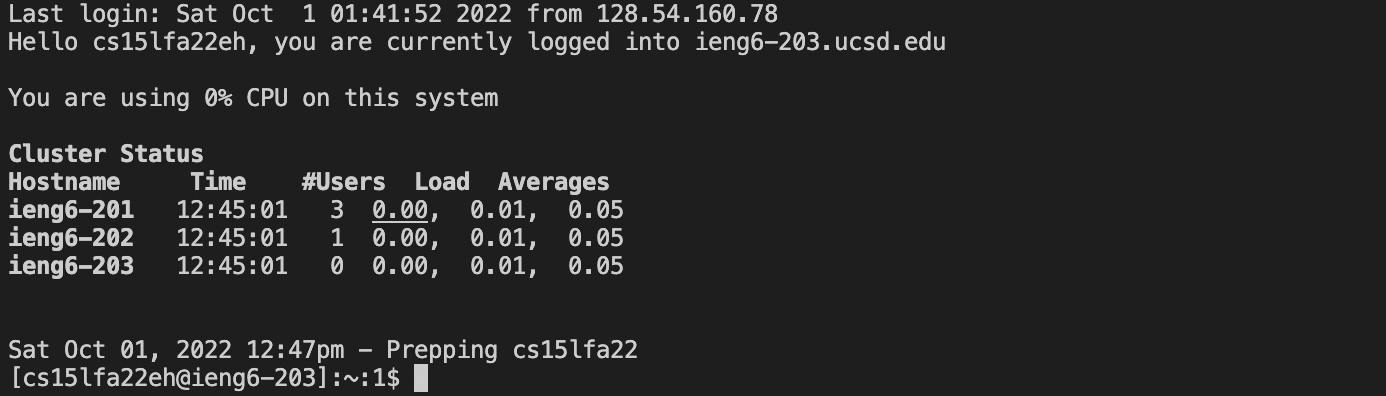 Last login: Sat Oct  1 01:41:52 2022 from 128.54.160.78
Hello cs15lfa22eh, you are currently logged into ieng6-203.ucsd.edu
You are using 0% CPU on this system
Cluster Status
Hostname     Time    #Users  Load  Averages
ieng6-201   12:45:01   3  0.00,  0.01,  0.05
ieng6-202   12:45:01   1  0.00,  0.01,  0.05
ieng6-203   12:45:01   0  0.00,  0.01,  0.05
Sat Oct 01, 2022 12:47pm - Prepping cs15lfa22
[cs15lfa22eh@ieng6-203]:~:1$